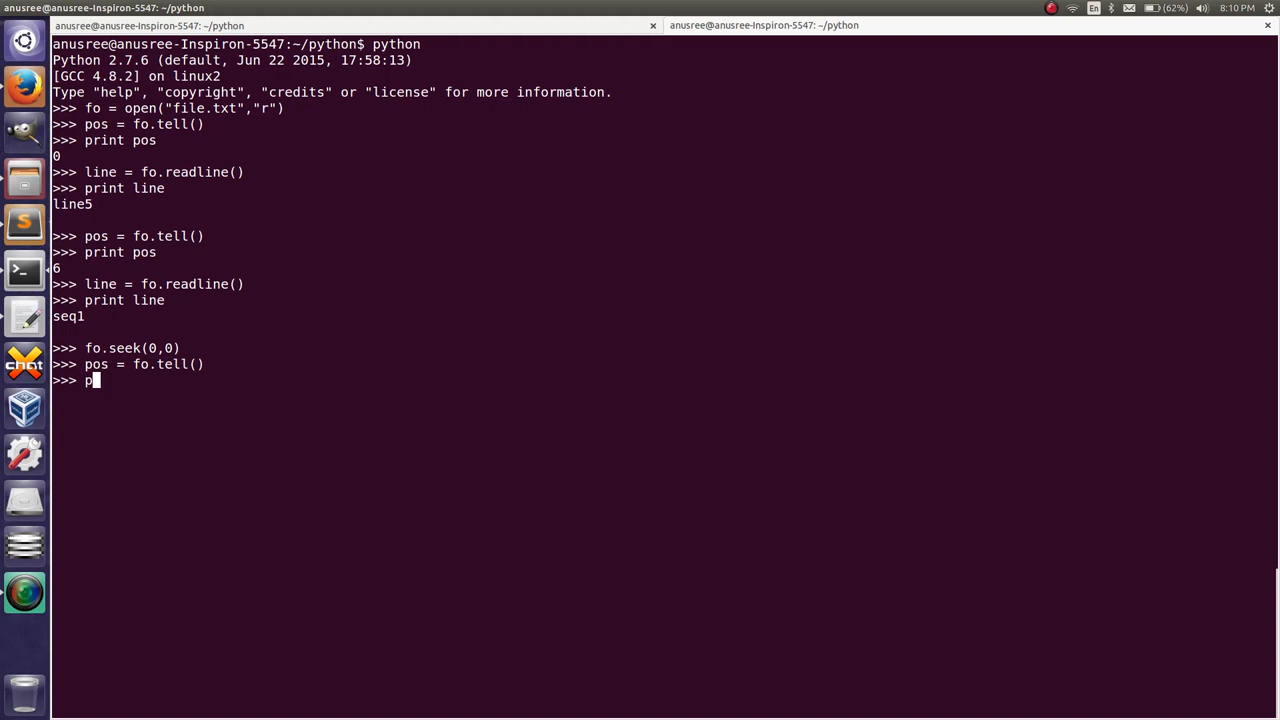 anusree@anusree-Inspiron-5547: ~/python
En
(62%)
8:10 PM
anusree@anusree-Inspiron-5547: ~/python
anusree@anusree-Inspiron-5547: ~/python
anusree@anusree-Inspiron-5547:~/python$ python
Python 2.7.6 (default, Jun 22 2015, 17:58:13)
[GCC 4.8.2] on linux2
Type "help", "copyright", "credits" or "license" for more information.
>>> fo = open("file.txt","r")
>>> pos = fo.tell()
>>> print pos
0
>>> line = fo.readline()
>>> print line
line5
>>> pos = fo.tell()
>>> print pos
6
>>> line = fo.readline()
>>> print line
seq1
>>> fo.seek(0,0)
>>> pos = fo.tell()
>>> p
S
>_
chat